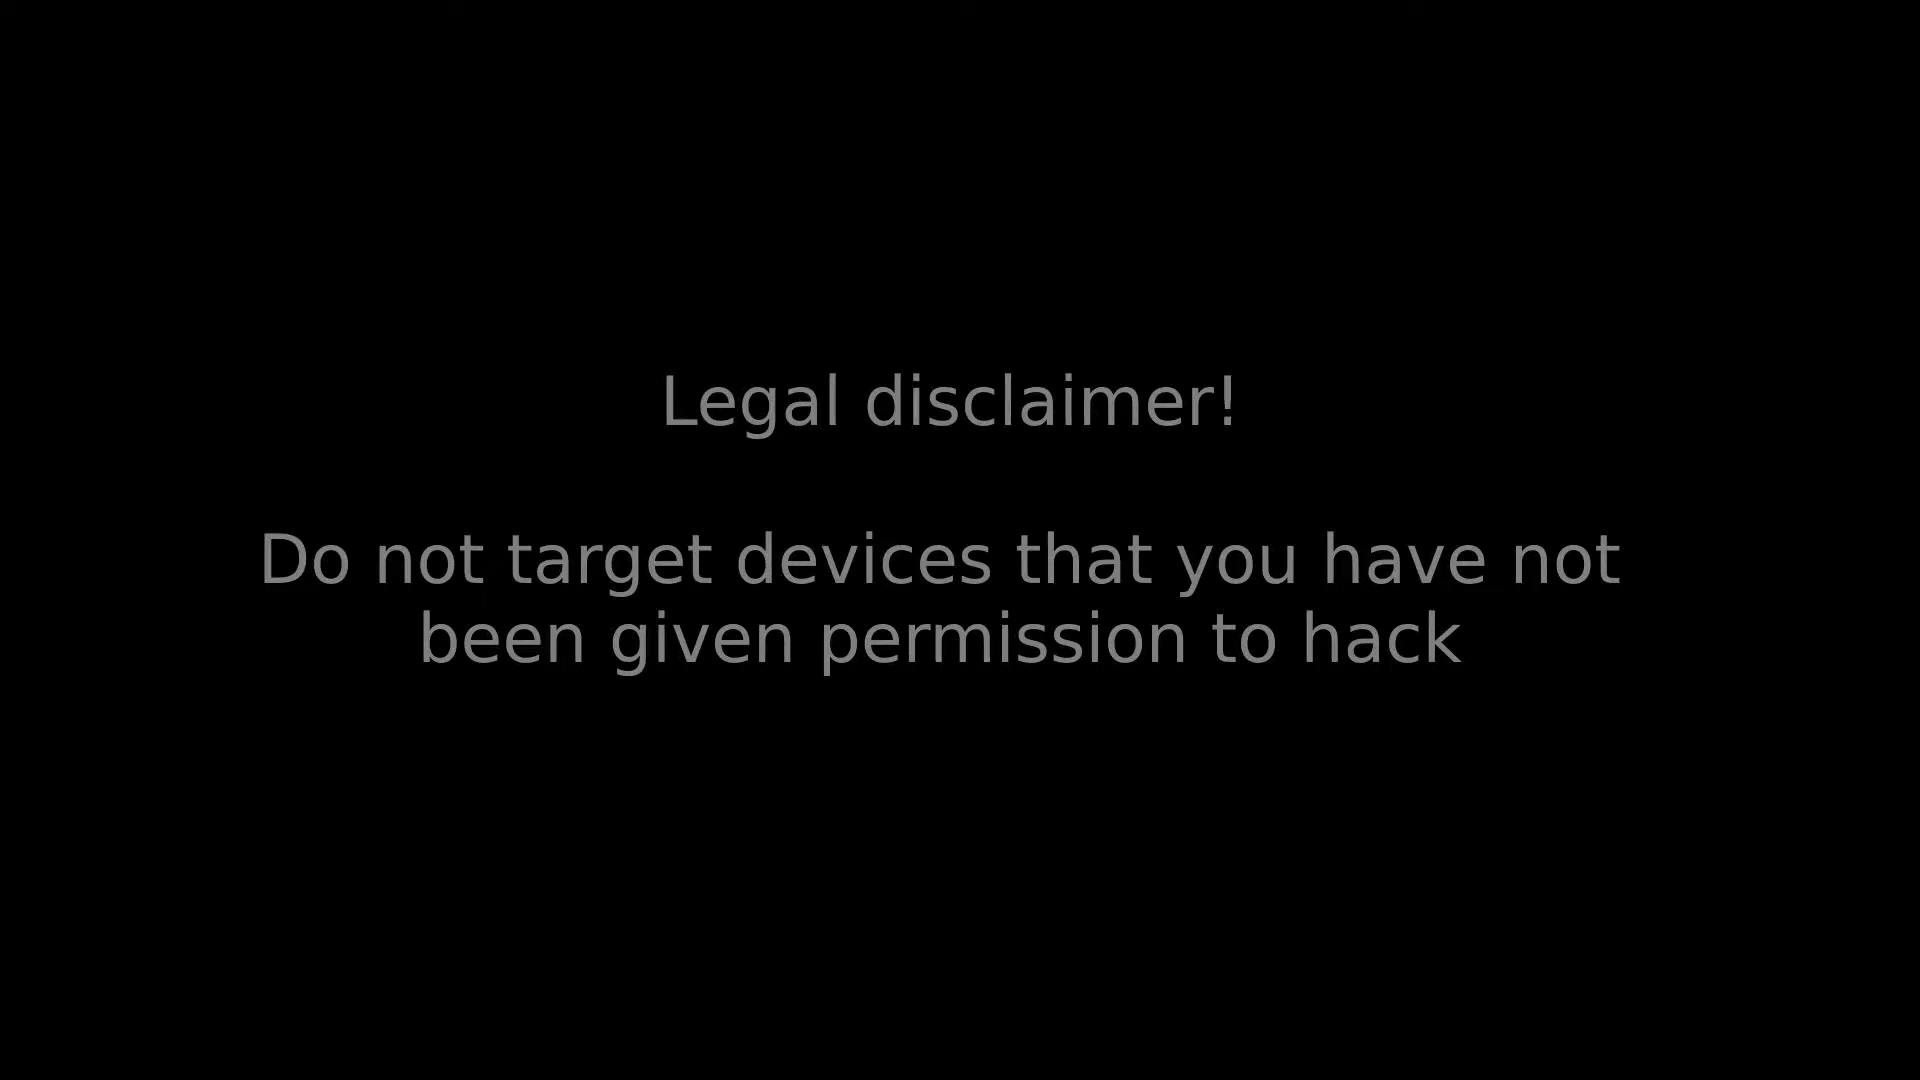 Legal disclaimer!
Do not target devices that you have not
been given permission to hack